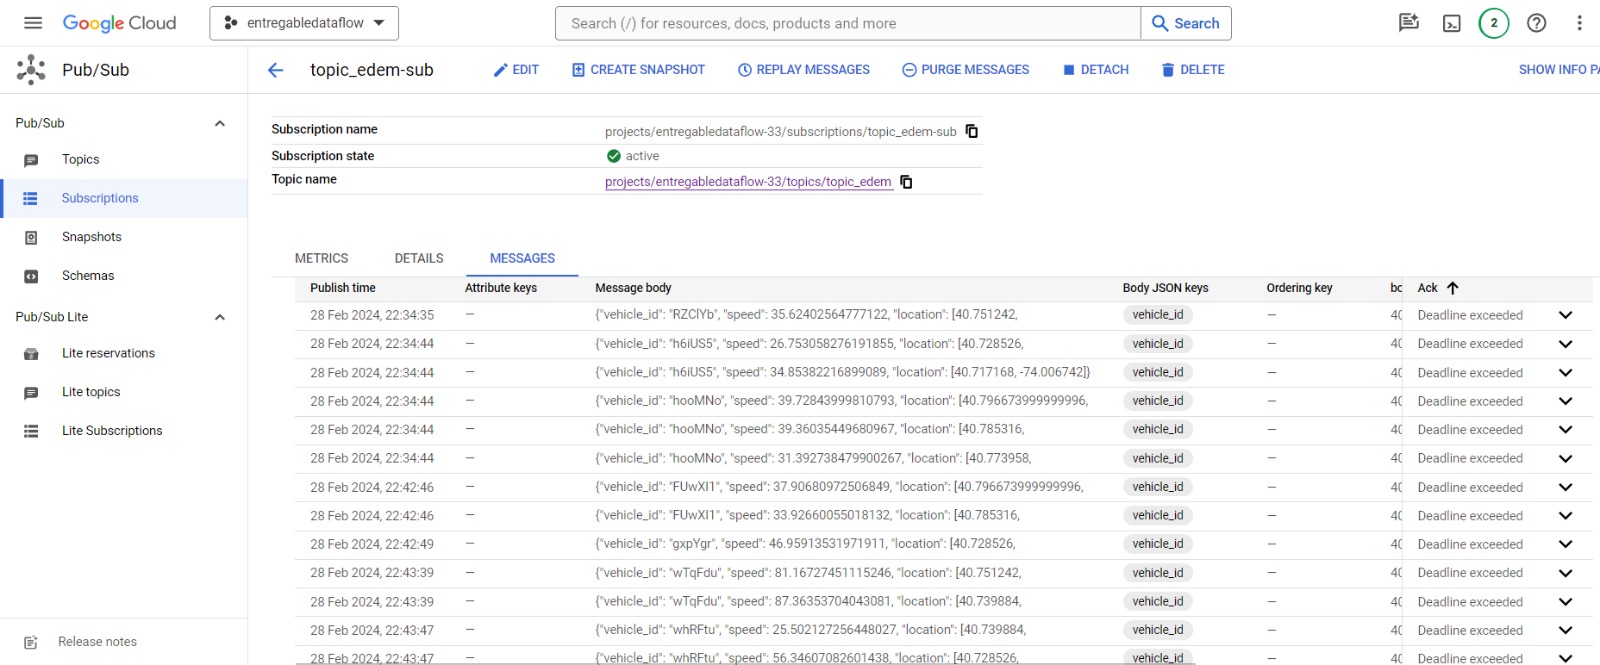 Google Cloud entregabledataflow Search (/) for resources, docs, products and more Search 2
Pub/Sub topic_edem-sub EDIT CREATE SNAPSHOT REPLAY MESSAGES PURGE MESSAGES DETACH DELETE SHOW INFO PA
Pub/Sub
Topics
Subscriptions
Snapshots
Schemas
Pub/Sub Lite
Lite reservations
Lite topics
Lite Subscriptions
Release notes
Subscription name projects/entregabledataflow-33/subscriptions/topic_edem-sub
Subscription state active
Topic name projects/entregabledataflow-33/topics/topic_edem
METRICS DETAILS MESSAGES
Publish time Attribute keys Message body Body JSON keys Ordering key bo Ack
28 Feb 2024, 22:34:35 — {"vehicle_id": "RZClYb", "speed": 35.62402564777122, "location": [40.751242, vehicle_id — 40 Deadline exceeded
28 Feb 2024, 22:34:44 — {"vehicle_id": "h6iUS5", "speed": 26.753058276191855, "location": [40.728526, vehicle_id — 40 Deadline exceeded
28 Feb 2024, 22:34:44 — {"vehicle_id": "h6iUS5", "speed": 34.85382216899089, "location": [40.717168, -74.006742]} vehicle_id — 40 Deadline exceeded
28 Feb 2024, 22:34:44 — {"vehicle_id": "hooMNo", "speed": 39.72843999810793, "location": [40.796673999999996, vehicle_id — 40 Deadline exceeded
28 Feb 2024, 22:34:44 — {"vehicle_id": "hooMNo", "speed": 39.36035449680967, "location": [40.785316, vehicle_id — 40 Deadline exceeded
28 Feb 2024, 22:34:44 — {"vehicle_id": "hooMNo", "speed": 31.392738479900267, "location": [40.773958, vehicle_id — 40 Deadline exceeded
28 Feb 2024, 22:42:46 — {"vehicle_id": "FUwXI1", "speed": 37.90680972506849, "location": [40.796673999999996, vehicle_id — 40 Deadline exceeded
28 Feb 2024, 22:42:46 — {"vehicle_id": "FUwXI1", "speed": 33.92660055018132, "location": [40.785316, vehicle_id — 40 Deadline exceeded
28 Feb 2024, 22:42:49 — {"vehicle_id": "gxpYgr", "speed": 46.95913531971911, "location": [40.728526, vehicle_id — 40 Deadline exceeded
28 Feb 2024, 22:43:39 — {"vehicle_id": "wTqFdu", "speed": 81.16727451115246, "location": [40.751242, vehicle_id — 40 Deadline exceeded
28 Feb 2024, 22:43:39 — {"vehicle_id": "wTqFdu", "speed": 87.36353704043081, "location": [40.739884, vehicle_id — 40 Deadline exceeded
28 Feb 2024, 22:43:47 — {"vehicle_id": "whRFtu", "speed": 25.502127256448027, "location": [40.739884, vehicle_id — 40 Deadline exceeded
28 Feb 2024, 22:43:47 — {"vehicle_id": "whRFtu", "speed": 56.34607082601438, "location": [40.728526, vehicle_id — 40 Deadline exceeded